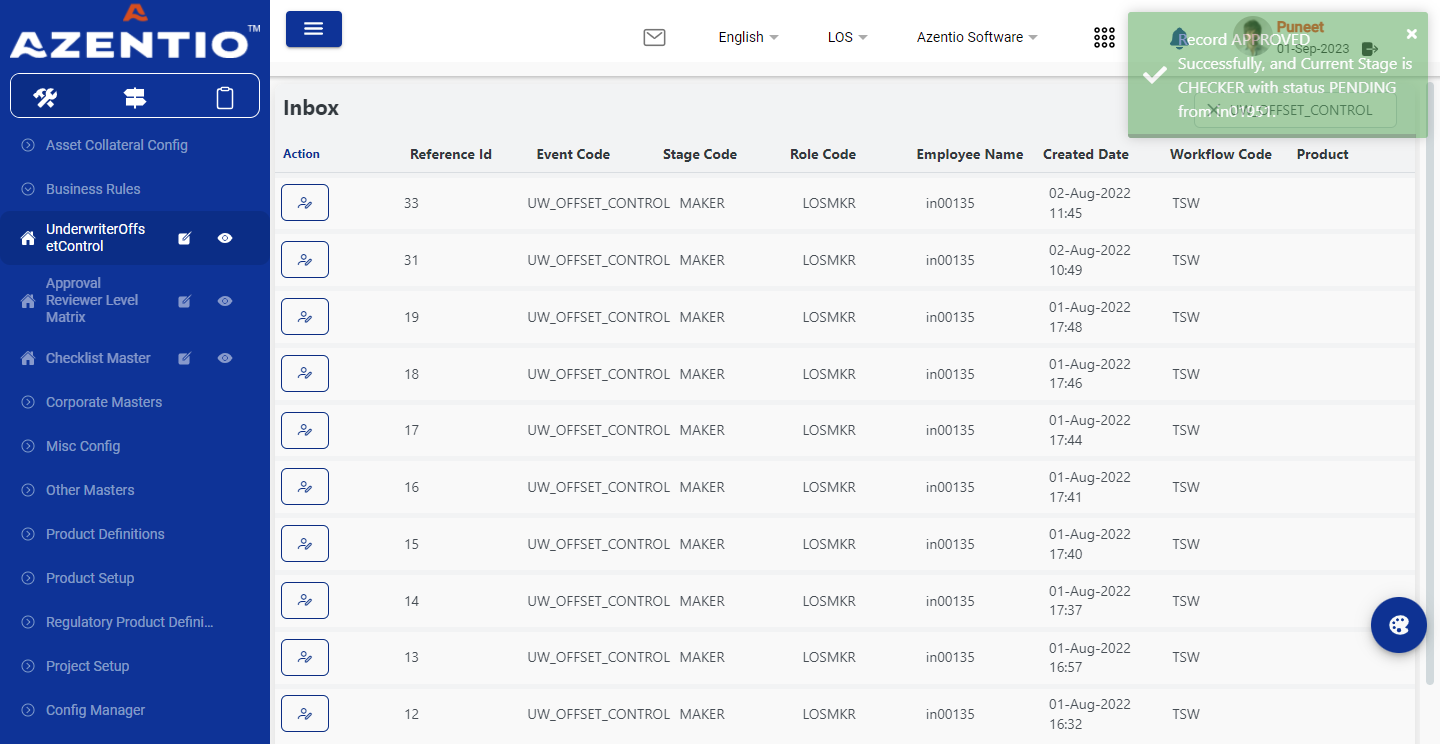 AZENTIO™
English
LOS
Azentio Software
Puneet
01-Sep-2023
Record APPROVED
Successfully, and Current Stage is
CHECKER with status PENDING
from in01951.
UW_OFFSET_CONTROL
Asset Collateral Config
Business Rules
UnderwriterOffs
etControl
Approval
Reviewer Level
Matrix
Checklist Master
Corporate Masters
Misc Config
Other Masters
Product Definitions
Product Setup
Regulatory Product Defini...
Project Setup
Config Manager
Inbox
Action Reference Id Event Code Stage Code Role Code Employee Name Created Date Workflow Code Product
33 UW_OFFSET_CONTROL MAKER LOSMKR in00135 02-Aug-2022 TSW
11:45
31 UW_OFFSET_CONTROL MAKER LOSMKR in00135 02-Aug-2022 TSW
10:49
19 UW_OFFSET_CONTROL MAKER LOSMKR in00135 01-Aug-2022 TSW
17:48
18 UW_OFFSET_CONTROL MAKER LOSMKR in00135 01-Aug-2022 TSW
17:46
17 UW_OFFSET_CONTROL MAKER LOSMKR in00135 01-Aug-2022 TSW
17:44
16 UW_OFFSET_CONTROL MAKER LOSMKR in00135 01-Aug-2022 TSW
17:41
15 UW_OFFSET_CONTROL MAKER LOSMKR in00135 01-Aug-2022 TSW
17:40
14 UW_OFFSET_CONTROL MAKER LOSMKR in00135 01-Aug-2022 TSW
17:37
13 UW_OFFSET_CONTROL MAKER LOSMKR in00135 01-Aug-2022 TSW
16:57
12 UW_OFFSET_CONTROL MAKER LOSMKR in00135 01-Aug-2022 TSW
16:32